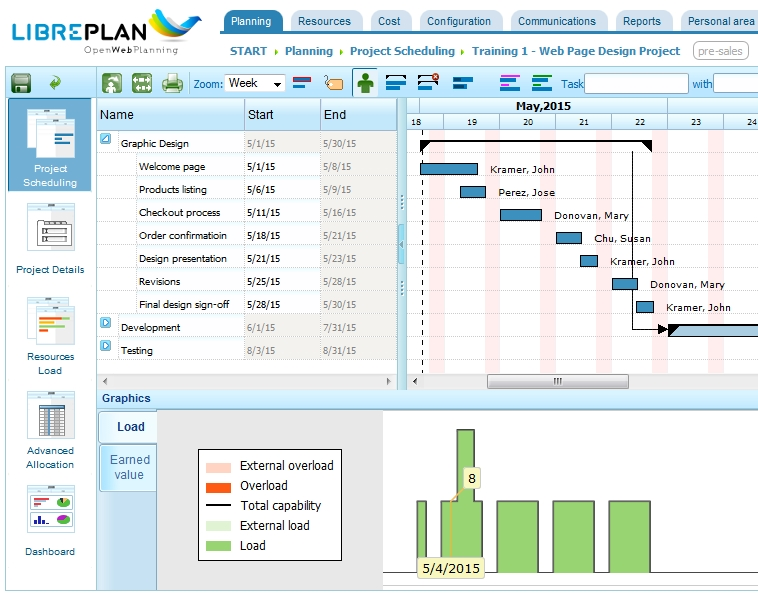 LIBREPLAN
OpenWebPlanning
Planning Resources Cost Configuration Communications Reports Personal area
START Planning Project Scheduling Training 1 - Web Page Design Project pre-sales
Zoom: Week Task with
Project
Scheduling
Project Details
Resources
Load
Advanced
Allocation
Dashboard
Name Start End
Graphic Design 5/1/15 5/30/15
Welcome page 5/1/15 5/8/15
Products listing 5/6/15 5/9/15
Checkout process 5/11/15 5/16/15
Order confirmatioin 5/18/15 5/21/15
Design presentation 5/21/15 5/23/15
Revisions 5/25/15 5/28/15
Final design sign-off 5/28/15 5/30/15
Development 6/1/15 7/31/15
Testing 8/3/15 8/31/15
May,2015
18 19 20 21 22 23 24
Kramer, John
Perez, Jose
Donovan, Mary
Chu, Susan
Kramer, John
Donovan, Mary
Kramer, John
Graphics
Load
Earned
value
External overload
Overload
Total capability
External load
Load
8
5/4/2015